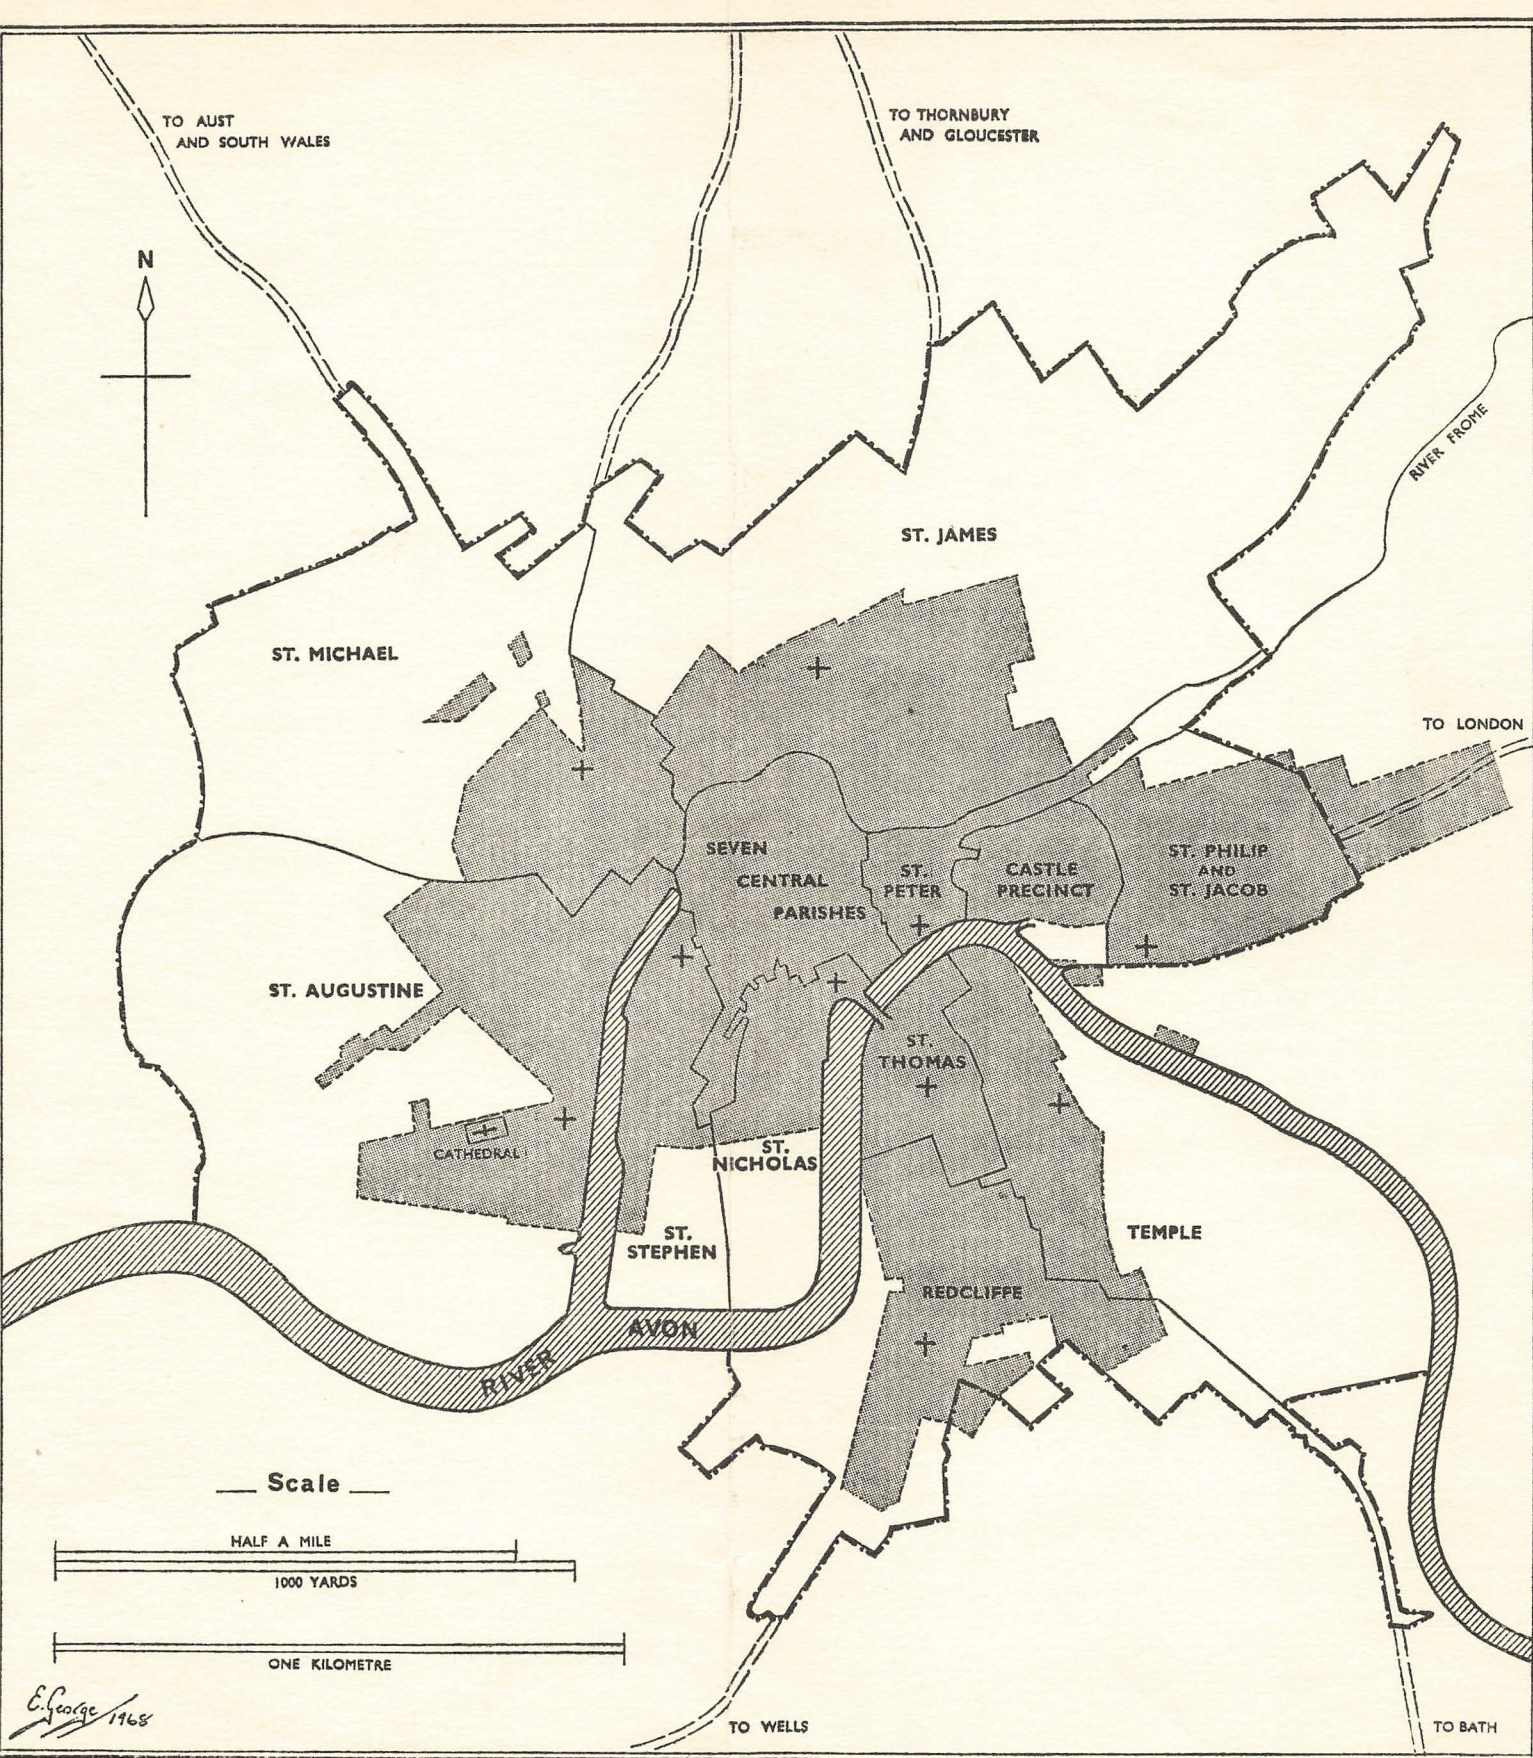 TO AUST
AND SOUTH WALES
TO THORNBURY
AND GLOUCESTER
N
RIVER FROME
ST. JAMES
ST. MICHAEL
TO LONDON
SEVEN
CENTRAL
PARISHES
ST.
PETER
CASTLE
PRECINCT
ST. PHILIP
AND
ST. JACOB
ST. AUGUSTINE
ST.
THOMAS
CATHEDRAL
ST.
NICHOLAS
ST.
STEPHEN
TEMPLE
REDCLIFFE
RIVER AVON
Scale
HALF A MILE
1000 YARDS
ONE KILOMETRE
E. George / 1968
TO WELLS
TO BATH